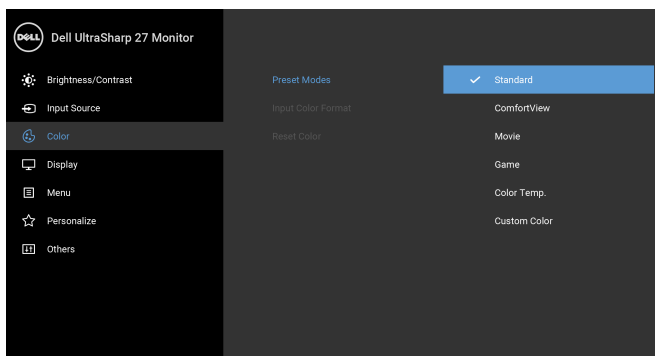 DELL Dell UltraSharp 27 Monitor
Brightness/Contrast
Input Source
Color
Display
Menu
Personalize
Others
Preset Modes
Input Color Format
Reset Color
Standard
ComfortView
Movie
Game
Color Temp.
Custom Color